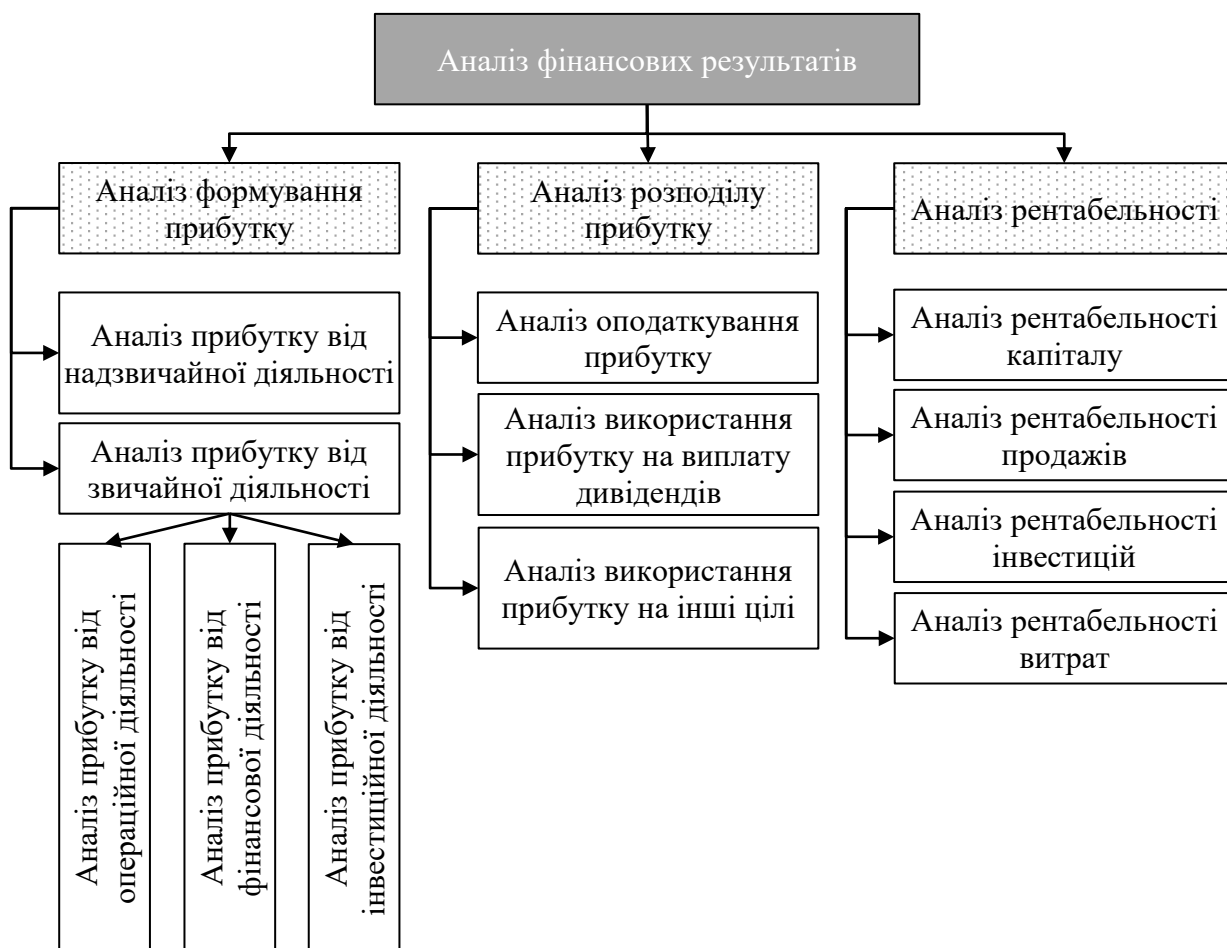 Аналіз фінансових результатів
Аналіз формування
прибутку
Аналіз прибутку від
надзвичайної діяльності
Аналіз прибутку від
звичайної діяльності
Аналіз прибутку від
операційної діяльності
Аналіз прибутку від
фінансової діяльності
Аналіз прибутку від
інвестиційної діяльності
Аналіз розподілу
прибутку
Аналіз оподаткування
прибутку
Аналіз використання
прибутку на виплату
дивідендів
Аналіз використання
прибутку на інші цілі
Аналіз рентабельності
Аналіз рентабельності
капіталу
Аналіз рентабельності
продажів
Аналіз рентабельності
інвестицій
Аналіз рентабельності
витрат